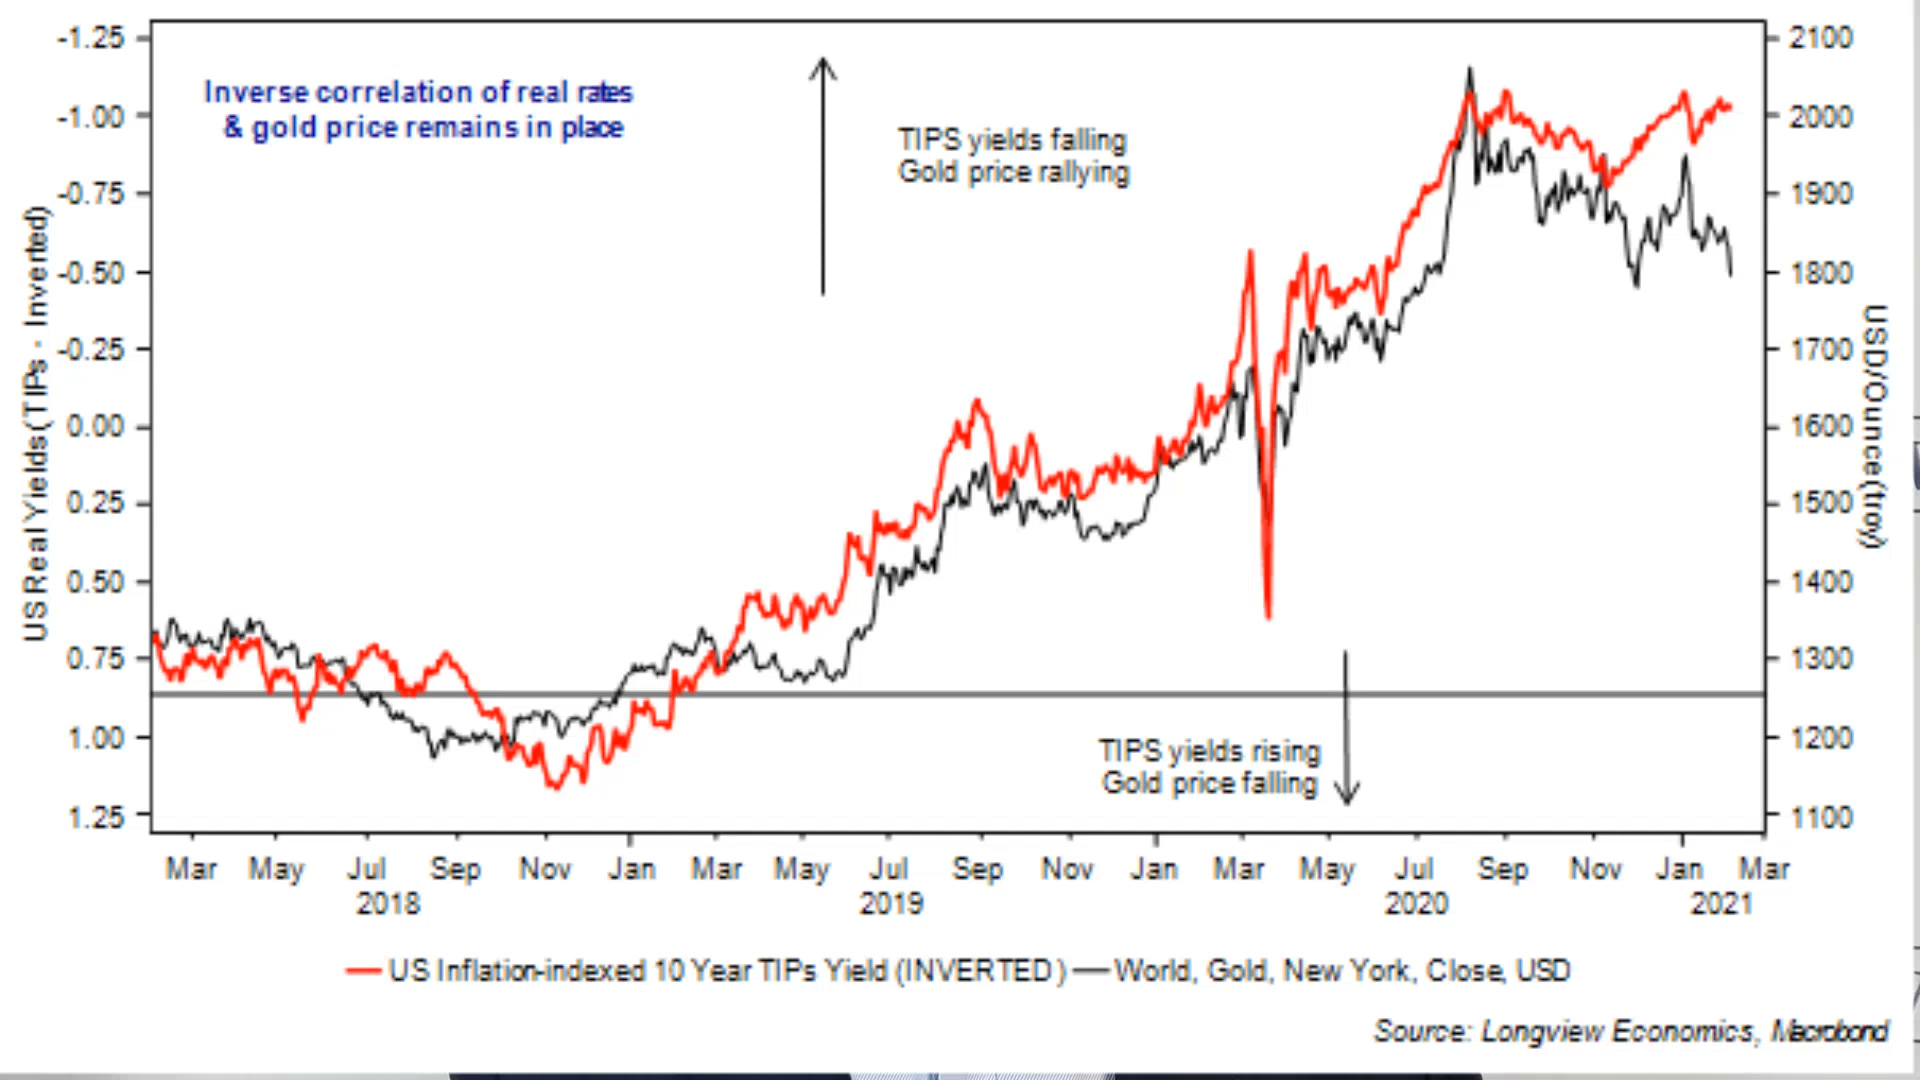 Inverse correlation of real rates
& gold price remains in place
TIPS yields falling
Gold price rallying
TIPS yields rising
Gold price falling
US Real Yields (TIPs - Inverted)
-1.25
-1.00
-0.75
-0.50
-0.25
0.00
0.25
0.50
0.75
1.00
1.25
2100
2000
1900
1800
1700
1600
1500
1400
1300
1200
1100
USD/Ounce (troy)
Mar May Jul Sep Nov Jan Mar May Jul Sep Nov Jan Mar May Jul Sep Nov Jan Mar
2018 2019 2020 2021
US Inflation-indexed 10 Year TIPs Yield (INVERTED) World, Gold, New York, Close, USD
Source: Longview Economics, Macrobond